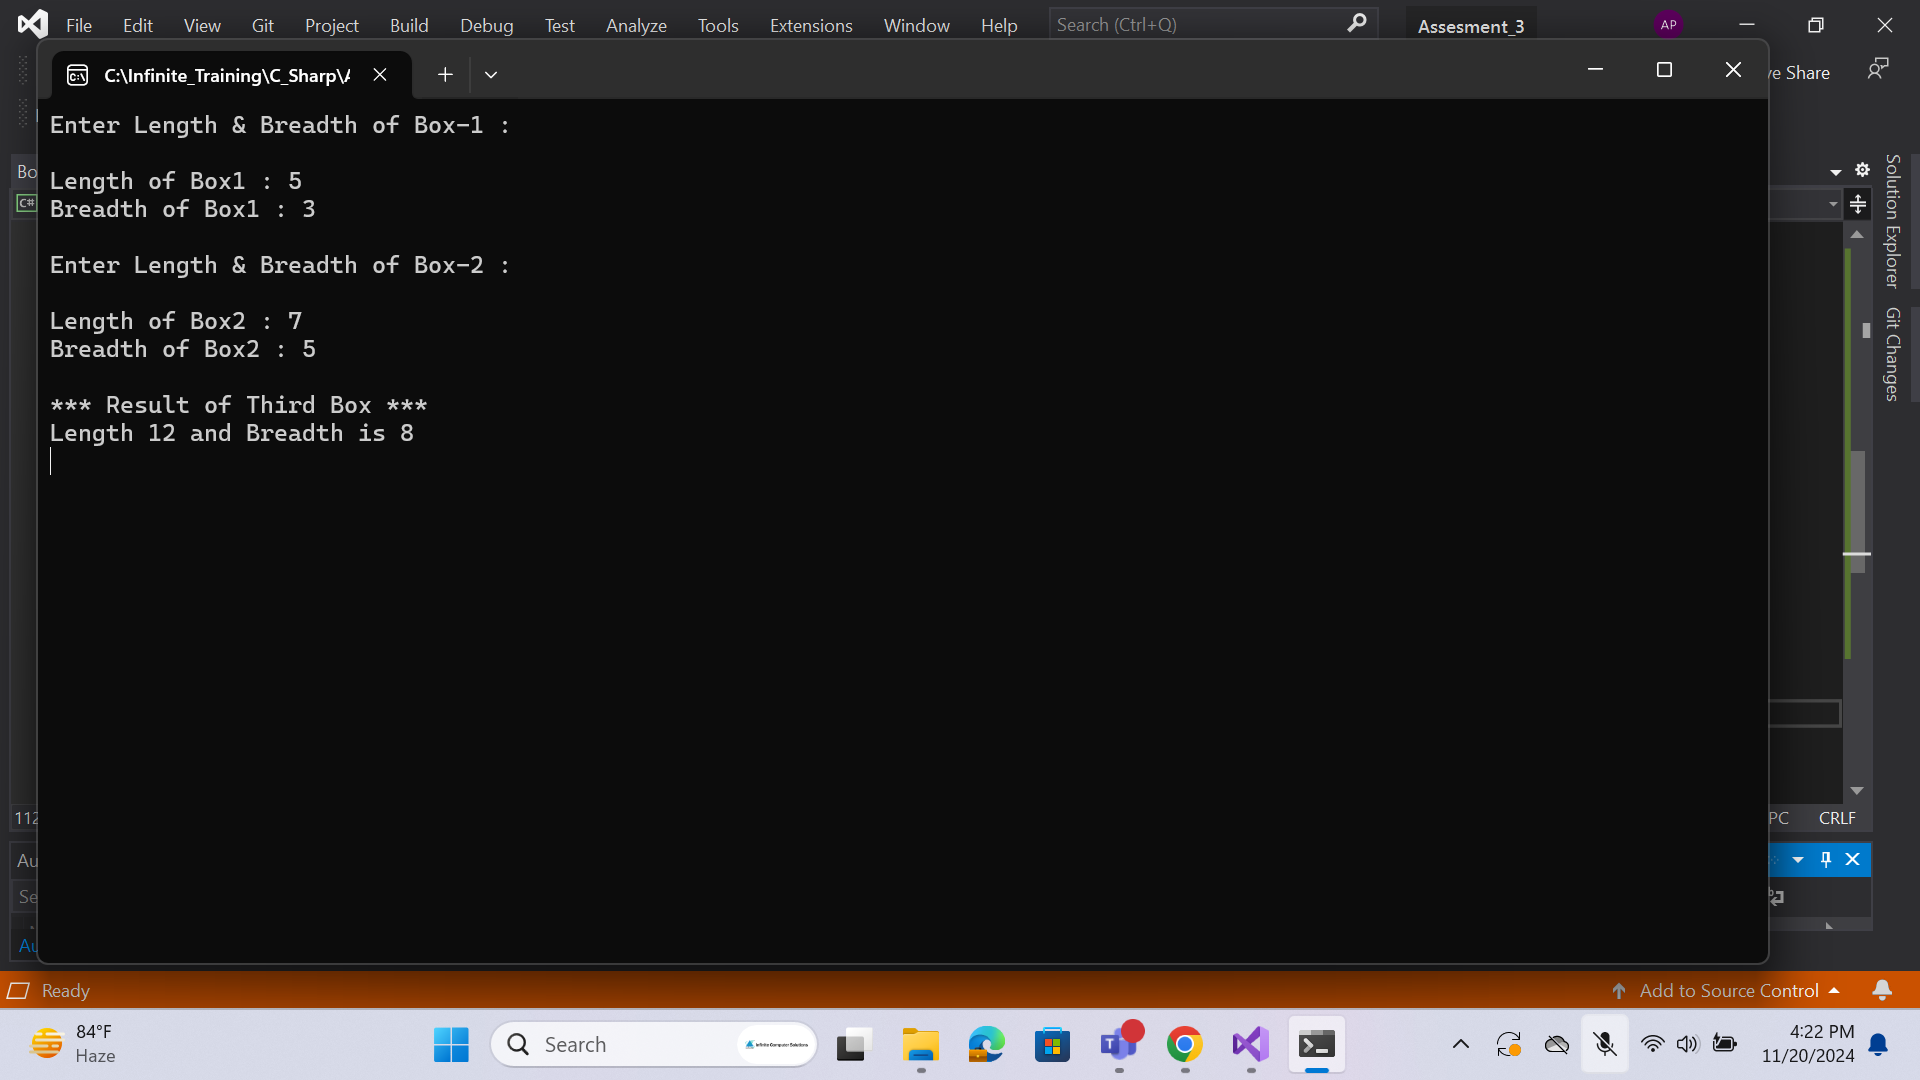 File Edit View Git Project Build Debug Test Analyze Tools Extensions Window Help Search (Ctrl+Q) Assesment_3 AP
C:\Infinite_Training\C_Sharp\A
ve Share
Enter Length & Breadth of Box-1 :
Length of Box1 : 5
Breadth of Box1 : 3
Enter Length & Breadth of Box-2 :
Length of Box2 : 7
Breadth of Box2 : 5
*** Result of Third Box ***
Length 12 and Breadth is 8
Bo
C#
Solution Explorer
Git Changes
112
PC CRLF
Au
Se
Au
Ready
Add to Source Control
84°F
Haze
Search
Infinite Computer Solutions
4:22 PM
11/20/2024